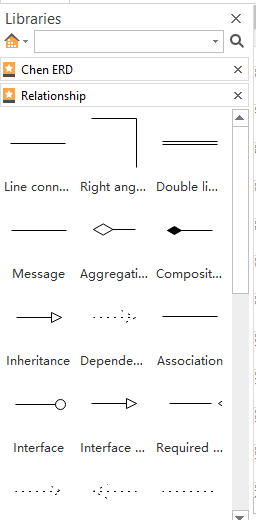 Libraries
Chen ERD
Relationship
Line conn... Right ang... Double li...
Message Aggregati... Composit...
Inheritance Depende... Association
Interface Interface ... Required ...